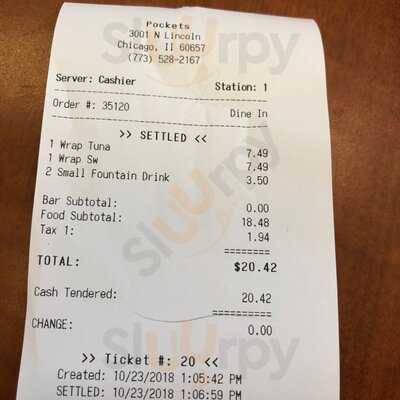 Pockets
3001 N Lincoln
Chicago, Il 60657
(773) 528-2167
Server: Cashier Station: 1
Order #: 35120 Dine In
>> SETTLED <<
1 Wrap Tuna 7.49
1 Wrap Sw 7.49
2 Small Fountain Drink 3.50
Bar Subtotal: 0.00
Food Subtotal: 18.48
Tax 1: 1.94
========
TOTAL: $20.42
Cash Tendered: 20.42
==========
CHANGE: 0.00
>> Ticket #: 20 <<
Created: 10/23/2018 1:05:42 PM
SETTLED: 10/23/2018 1:06:59 PM
Sluurpy
Sluurpy
Sluurpy